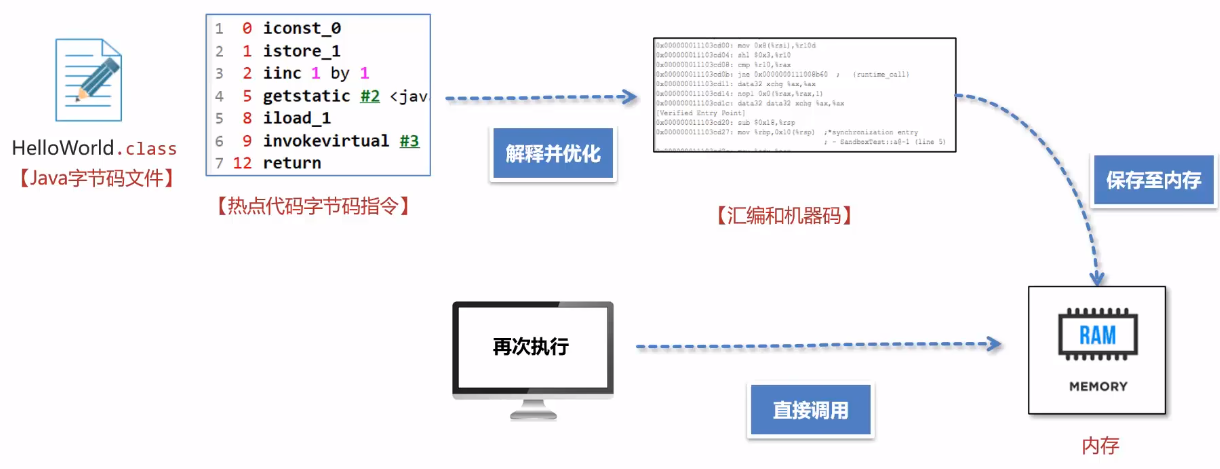 HelloWorld.class
【Java字节码文件】
1 0 iconst_0
2 1 istore_1
3 2 iinc 1 by 1
4 5 getstatic #2 <java
5 8 iload_1
6 9 invokevirtual #3
7 12 return
【热点代码字节码指令】
解释并优化
0x000000011103cd00: mov 0x8(%rsi),%r10d
0x000000011103cd04: shl $0x3,%r10
0x000000011103cd08: cmp %r10,%rax
0x000000011103cd0b: jne 0x0000000111008b60 ; (runtime_call)
0x000000011103cd11: data32 xchg %ax,%ax
0x000000011103cd14: nopl 0x0(%rax,%rax,1)
0x000000011103cd1c: data32 data32 xchg %ax,%ax
[Verified Entry Point]
0x000000011103cd20: sub $0x18,%rsp
0x000000011103cd27: mov %rbp,0x10(%rsp) ;*synchronization entry
; - SandboxTest::a@-1 (line 5)
【汇编和机器码】
保存至内存
再次执行
直接调用
RAM
MEMORY
内存